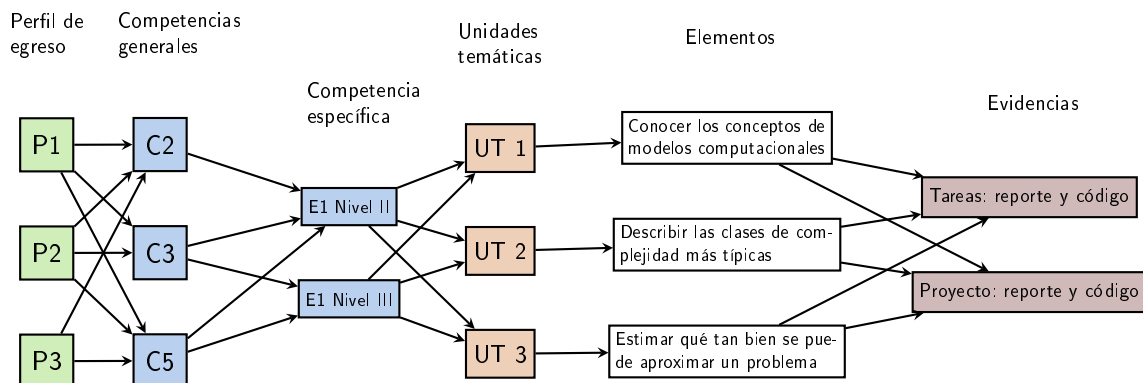 Perfil de
egreso
Competencias
generales
Competencia
específica
Unidades
temáticas
Elementos
Evidencias
P1
P2
P3
C2
C3
C5
E1 Nivel II
E1 Nivel III
UT 1
UT 2
UT 3
Conocer los conceptos de
modelos computacionales
Describir las clases de com-
plejidad más típicas
Estimar qué tan bien se pue-
de aproximar un problema
Tareas: reporte y código
Proyecto: reporte y código